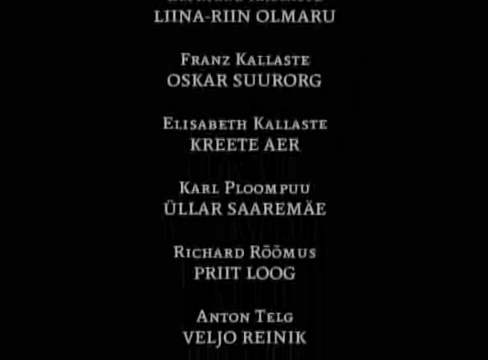 LIINA-RIIN OLMARU
FRANZ KALLASTE
OSKAR SUURORG
ELISABETH KALLASTE
KREETE AER
KARL PLOOMPUU
ÜLLAR SAAREMÄE
RICHARD RÕÕMUS
PRIIT LOOG
ANTON TELG
VELJO REINIK